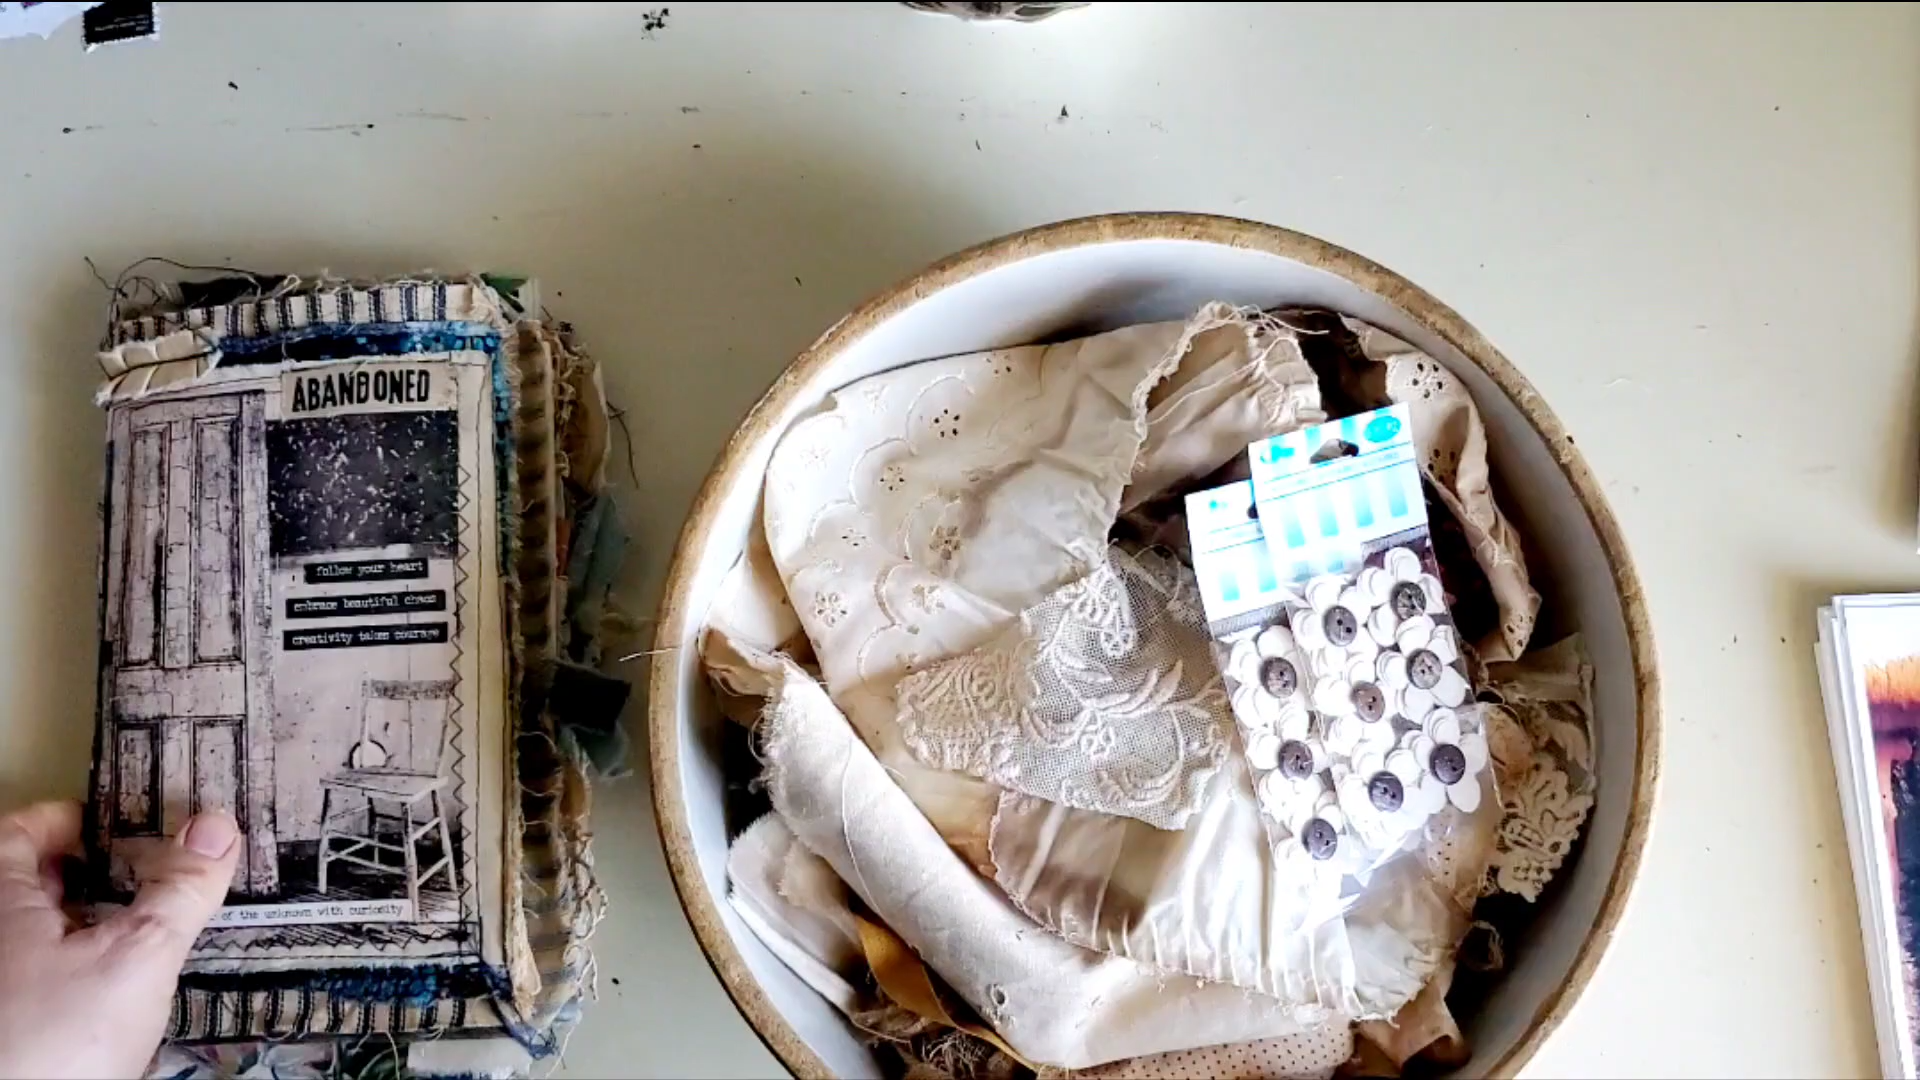 ABANDONED
follow your heart
embrace beautiful chaos
creativity takes courage
of the unknown with curiosity